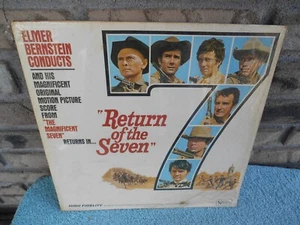 ELMER
BERNSTEIN
CONDUCTS
AND HIS
MAGNIFICENT
ORIGINAL
MOTION PICTURE
SCORE
FROM
"THE
MAGNIFICENT
SEVEN"
RETURNS IN...
"Return
of the
Seven"
7
HIGH FIDELITY